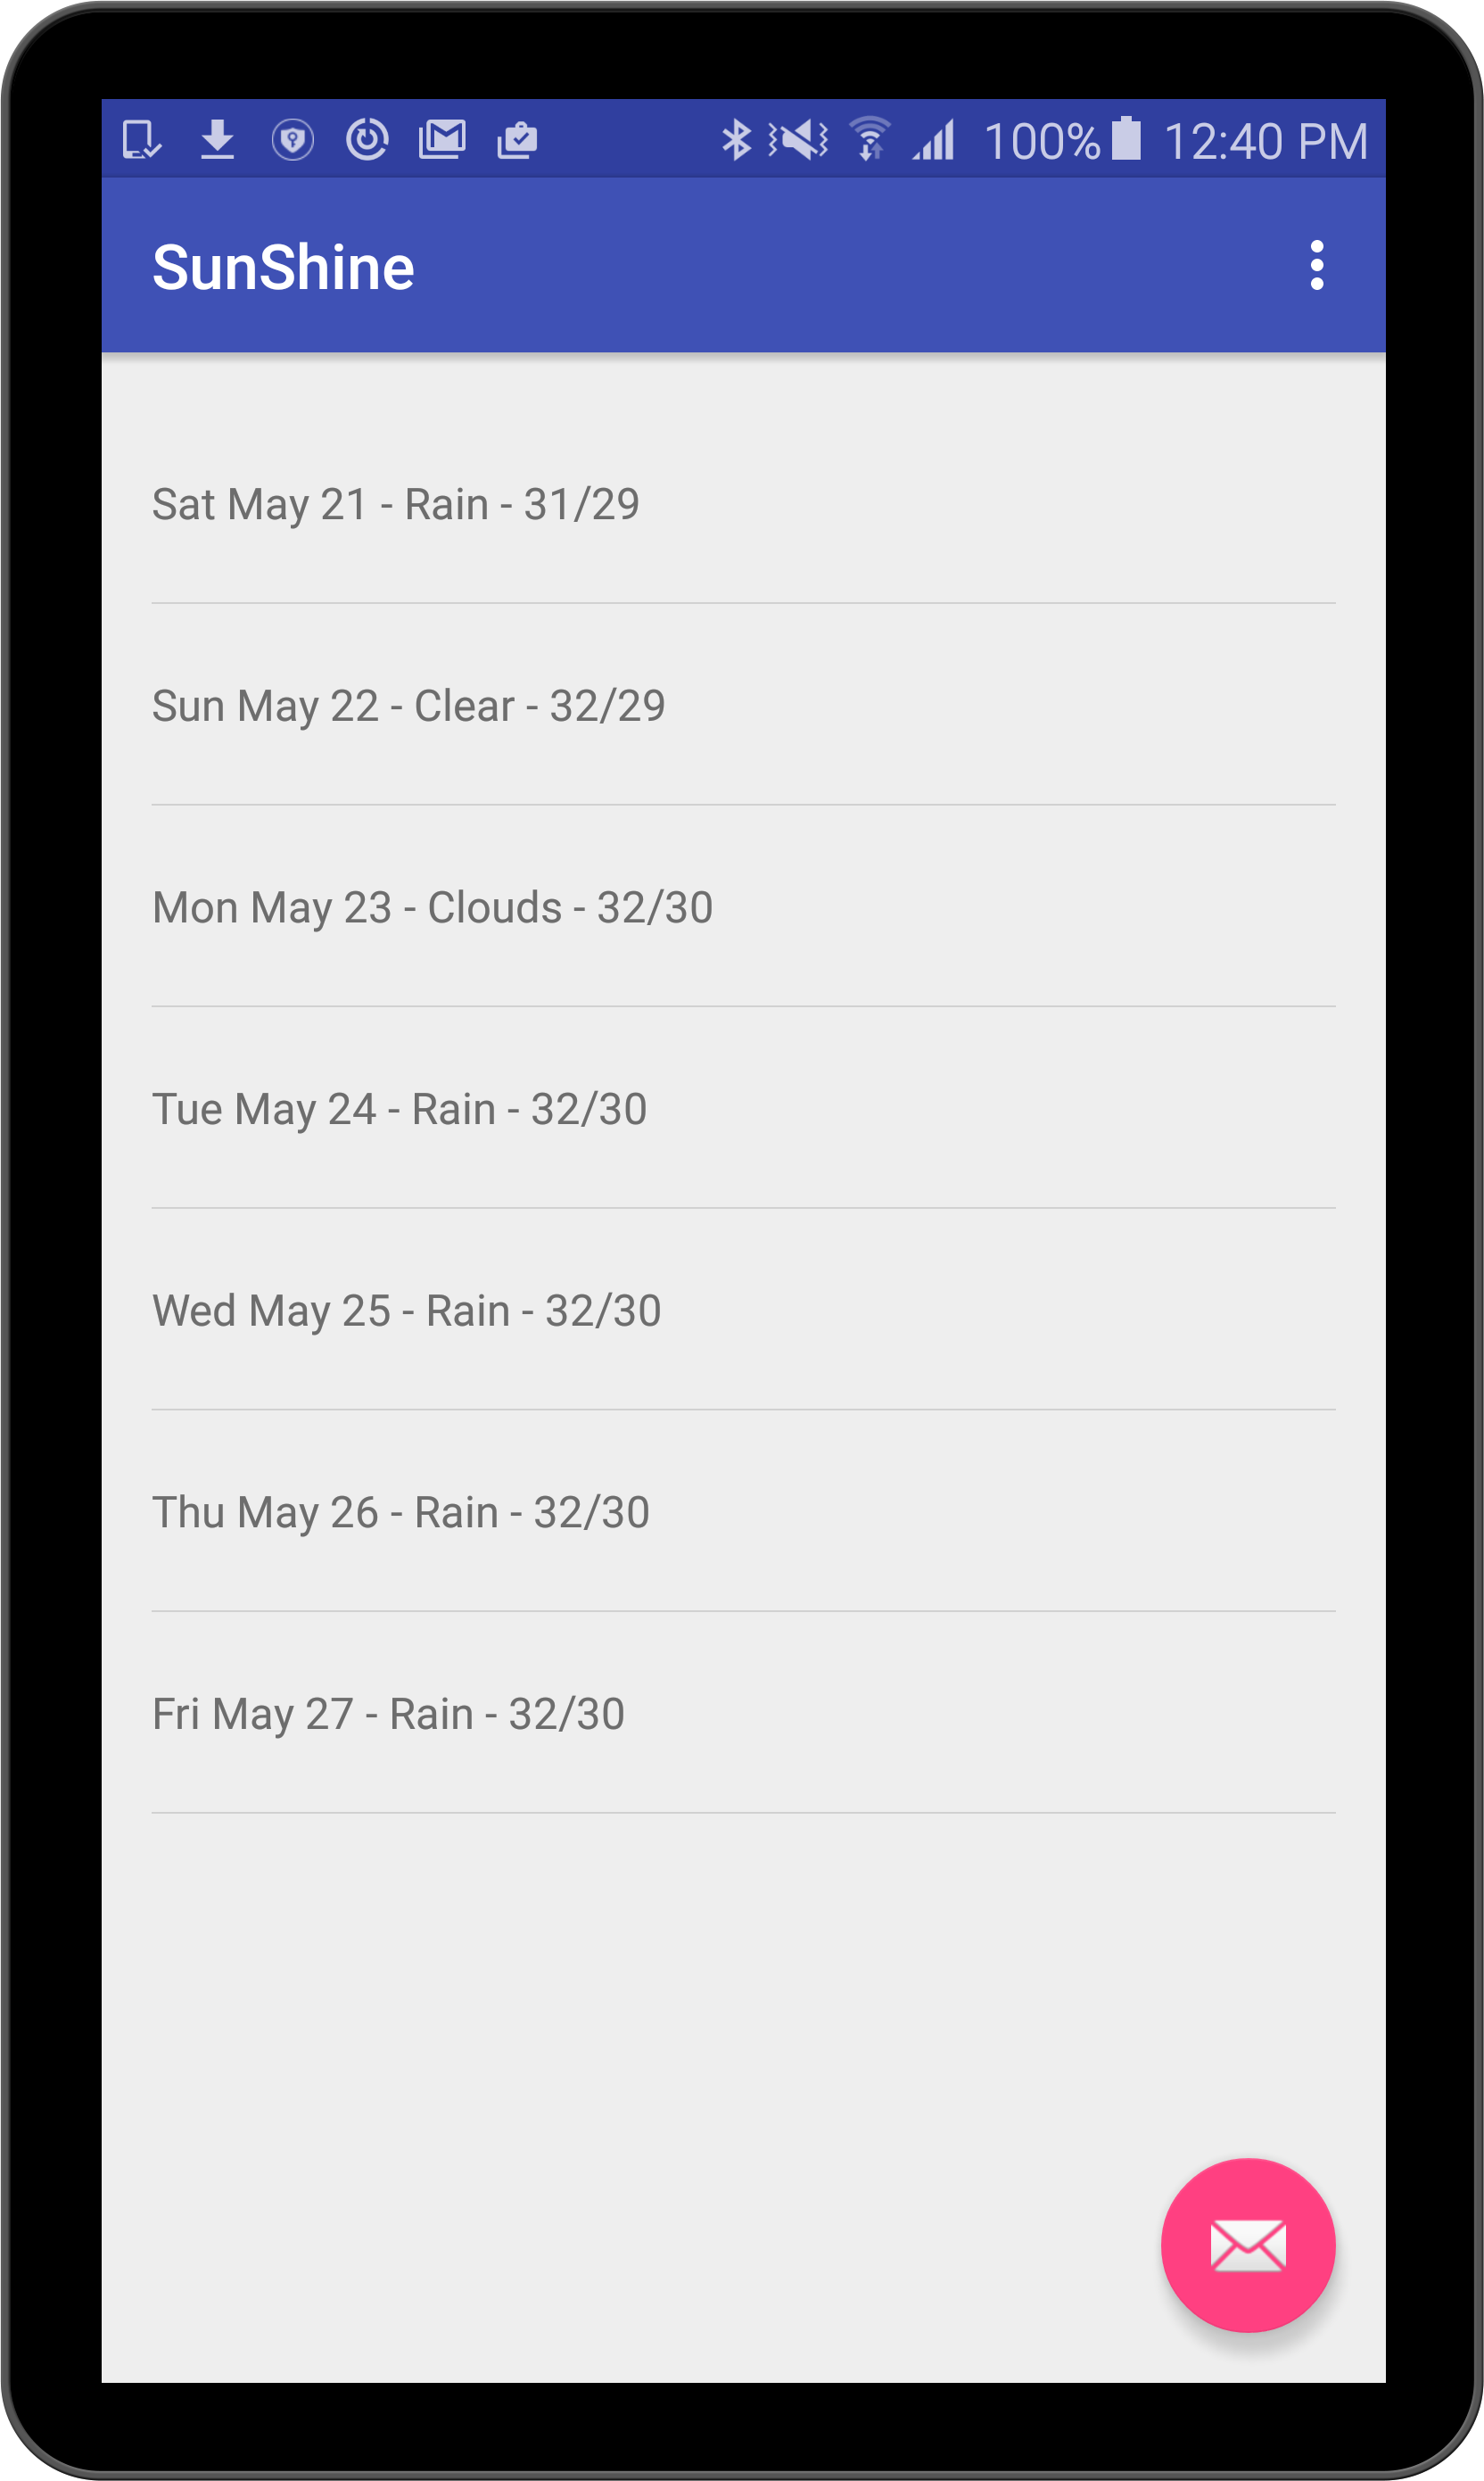 100% 12:40 PM
SunShine
Sat May 21 - Rain - 31/29
Sun May 22 - Clear - 32/29
Mon May 23 - Clouds - 32/30
Tue May 24 - Rain - 32/30
Wed May 25 - Rain - 32/30
Thu May 26 - Rain - 32/30
Fri May 27 - Rain - 32/30